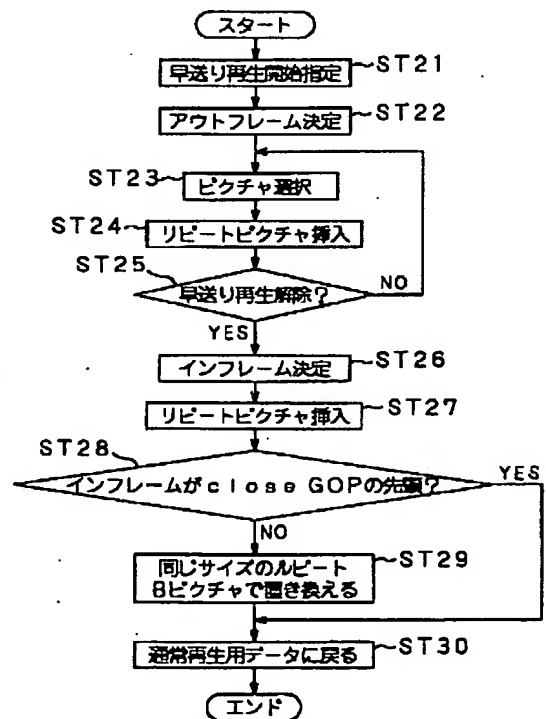 スタート
早送り再生開始指定 ST21
アウトフレーム決定 ST22
ST23 ピクチャ選択
ST24 リピートピクチャ挿入
ST25
早送り再生解除? NO
YES
インフレーム決定 ST26
リピートピクチャ挿入 ST27
ST28
インフレームがclose GOPの先頭? YES
NO
同じサイズのルピート ST29
Bピクチャで置き換える
通常再生用データに戻る ST30
エンド